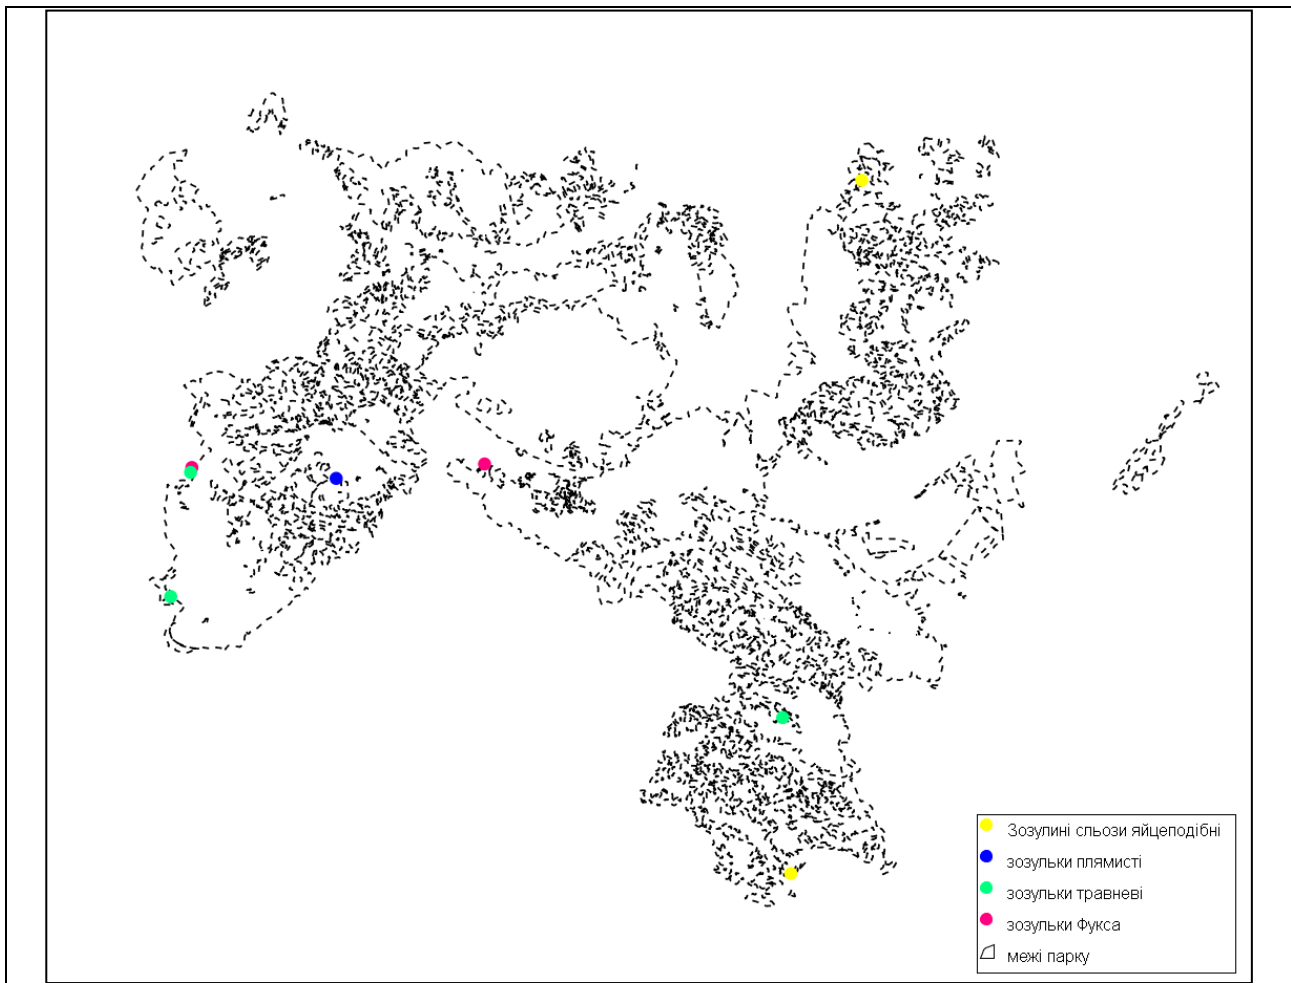 Зозулині сльози яйцеподібні
зозульки плямисті
зозульки травневі
зозульки Фукса
межі парку